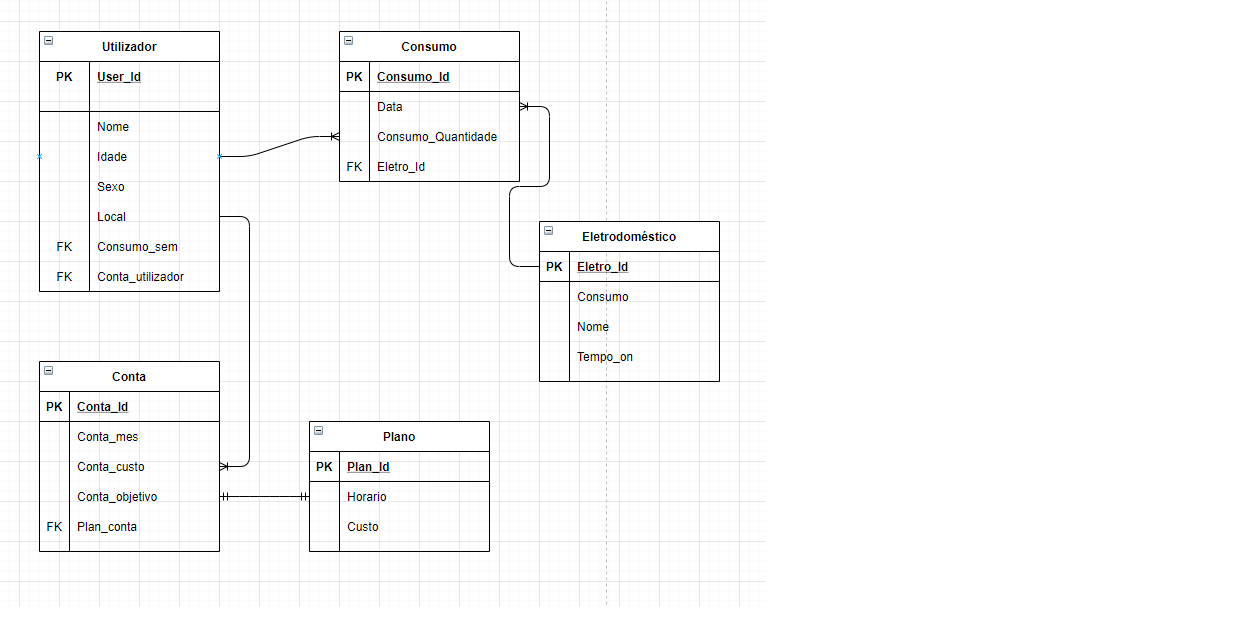 Utilizador
PK User_Id
Nome
Idade
Sexo
Local
FK Consumo_sem
FK Conta_utilizador
Consumo
PK Consumo_Id
Data
Consumo_Quantidade
FK Eletro_Id
Eletrodoméstico
PK Eletro_Id
Consumo
Nome
Tempo_on
Conta
PK Conta_Id
Conta_mes
Conta_custo
Conta_objetivo
FK Plan_conta
Plano
PK Plan_Id
Horario
Custo